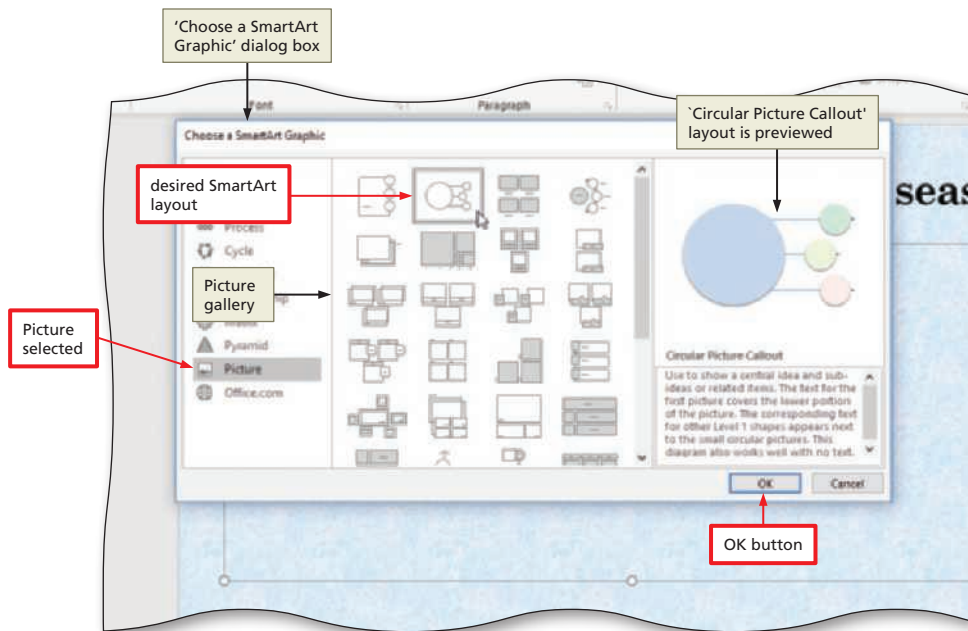 'Choose a SmartArt
Graphic' dialog box
Font
Paragraph
`Circular Picture Callout'
layout is previewed
Choose a SmartArt Graphic
desired SmartArt
layout
seas
Process
Cycle
Picture
gallery
Picture
selected
Pyramid
Picture
Office.com
Circular Picture Callout
Use to show a central idea and sub-
ideas or related items. The text for the
first picture covers the lower portion
of the picture. The corresponding text
for other Level 1 shapes appears next
to the small circular pictures. This
diagram also works well with no text.
OK
Cancel
OK button